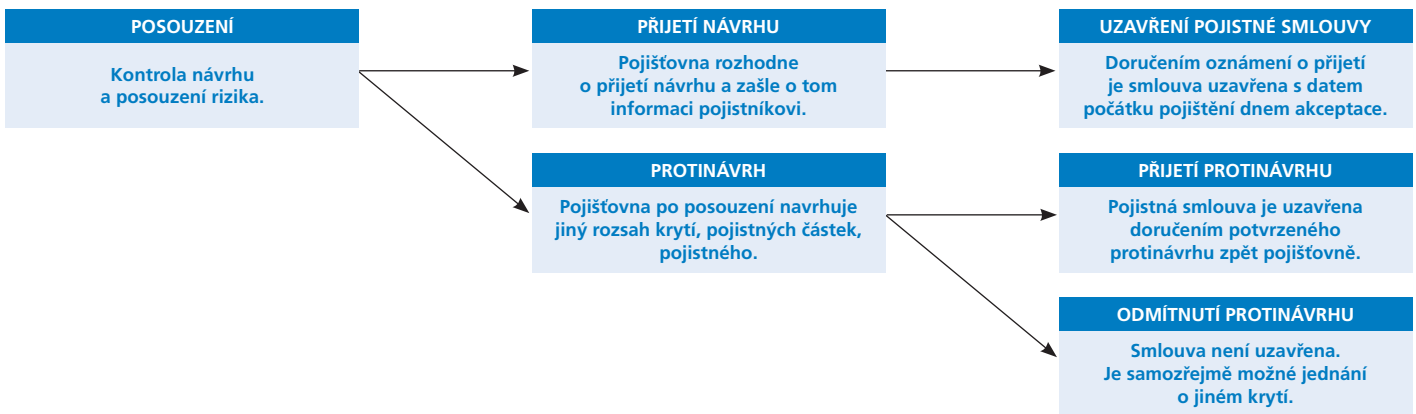 POSOUZENÍ
Kontrola návrhu
a posouzení rizika.
PŘIJETÍ NÁVRHU
Pojišťovna rozhodne
o přijetí návrhu a zašle o tom
informaci pojistníkovi.
UZAVŘENÍ POJISTNÉ SMLOUVY
Doručením oznámení o přijetí
je smlouva uzavřena s datem
počátku pojištění dnem akceptace.
PROTINÁVRH
Pojišťovna po posouzení navrhuje
jiný rozsah krytí, pojistných částek,
pojistného.
PŘIJETÍ PROTINÁVRHU
Pojistná smlouva je uzavřena
doručením potvrzeného
protinávrhu zpět pojišťovně.
ODMÍTNUTÍ PROTINÁVRHU
Smlouva není uzavřena.
Je samozřejmě možné jednání
o jiném krytí.